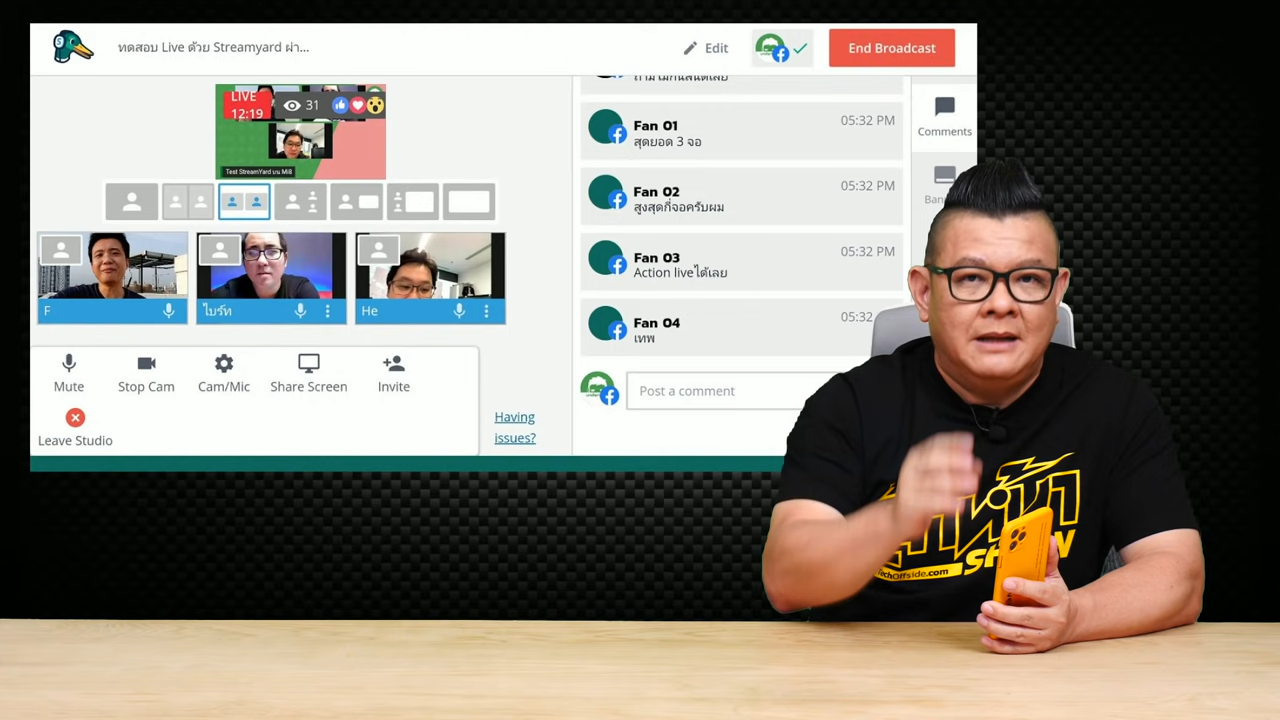 ทดสอบ Live ด้วย Streamyard ผ่า...
Edit
End Broadcast
LIVE
12:19
31
Test StreamYard บน Mi8
F
ไบร์ท
He
Mute
Stop Cam
Cam/Mic
Share Screen
Invite
Leave Studio
Having
issues?
Fan 01
05:32 PM
สุดยอด 3 จอ
Fan 02
05:32 PM
สูงสุดกี่จอครับผม
Fan 03
05:32 PM
Action liveได้เลย
Fan 04
05:32
เทพ
Post a comment
Comments
Ban
SHOW
TechOffside.com